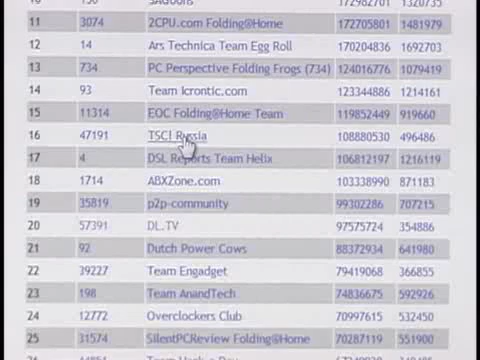 11 3074 2CPU.com Folding@Home 172705801 1481979
12 14 Ars Technica Team Egg Roll 170204836 1692703
13 734 PC Perspective Folding Frogs (734) 124016776 1079419
14 93 Team Icrontic.com 123344886 1214161
15 11314 EOC Folding@Home Team 119852449 919660
16 47191 TSC! Russia 108880530 496486
17 4 DSL Reports Team Helix 106812197 1216119
18 1714 ABXZone.com 103338990 871183
19 35819 p2p-community 99302286 707215
20 57391 DL.TV 97575724 354886
21 92 Dutch Power Cows 88372934 641980
22 39227 Team Engadget 79419068 366855
23 198 Team AnandTech 74836675 592926
24 12772 Overclockers Club 70997615 532450
25 31574 SilentPCReview Folding@Home 70287119 551900